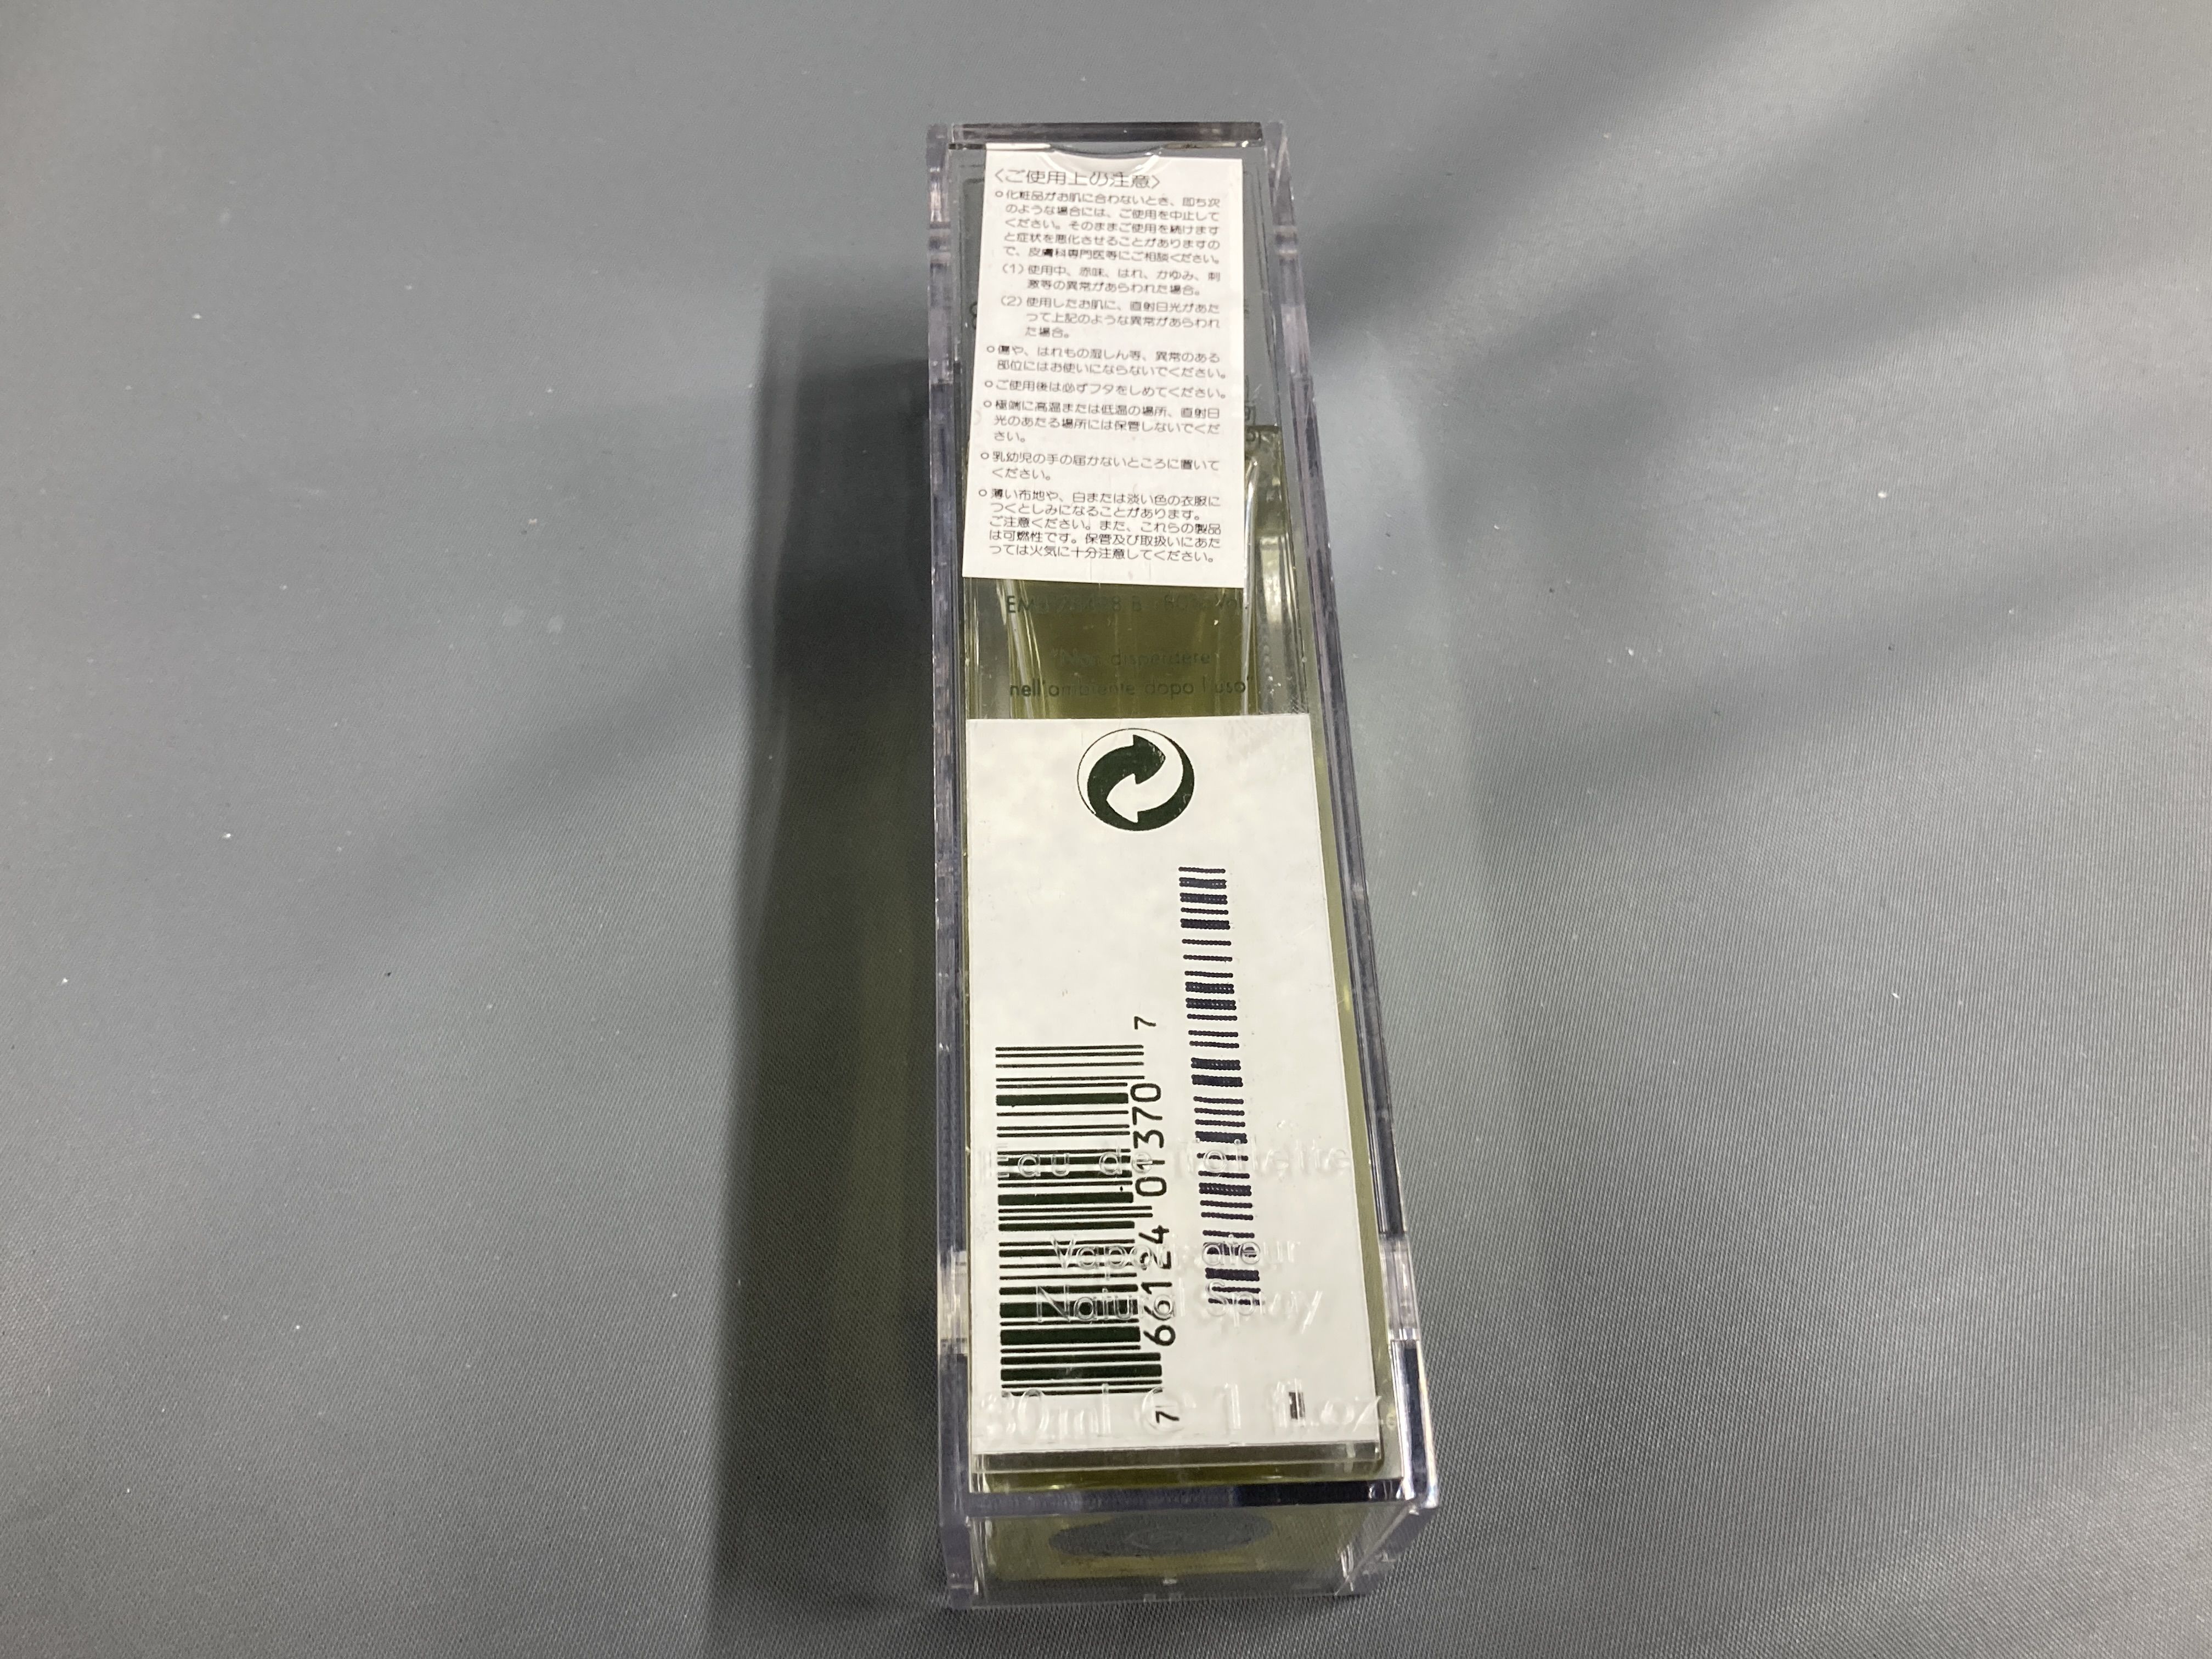 〈ご使用上の注意〉
○化粧品がお肌に合わないとき、即ち次
のような場合には、ご使用を中止して
ください。そのままご使用を続けます
と症状を悪化させることがありますの
で、皮膚科専門医等にご相談ください。
(1)使用中、赤味、はれ、かゆみ、刺
激等の異常があらわれた場合。
(2)使用したお肌に、直射日光があた
って上記のような異常があらわれ
た場合。
○傷や、はれもの湿しん等、異常のある
部位にはお使いにならないでください。
○ご使用後は必ずフタをしめてください。
○極端に高温または低温の場所、直射日
光のあたる場所には保管しないでくだ
さい。
○乳幼児の手の届かないところに置いて
ください。
○薄い布地や、白または淡い色の衣服に
つくとしみになることがあります。
ご注意ください。また、これらの製品
は可燃性です。保管及び取扱いにあた
っては火気に十分注意してください。
disperdere
nell'ambiente dopo l'uso"
7 66124 01370 7
Eau de Toilette
Vaporisateur
Natural Spray
30ml e 1 fl.oz.